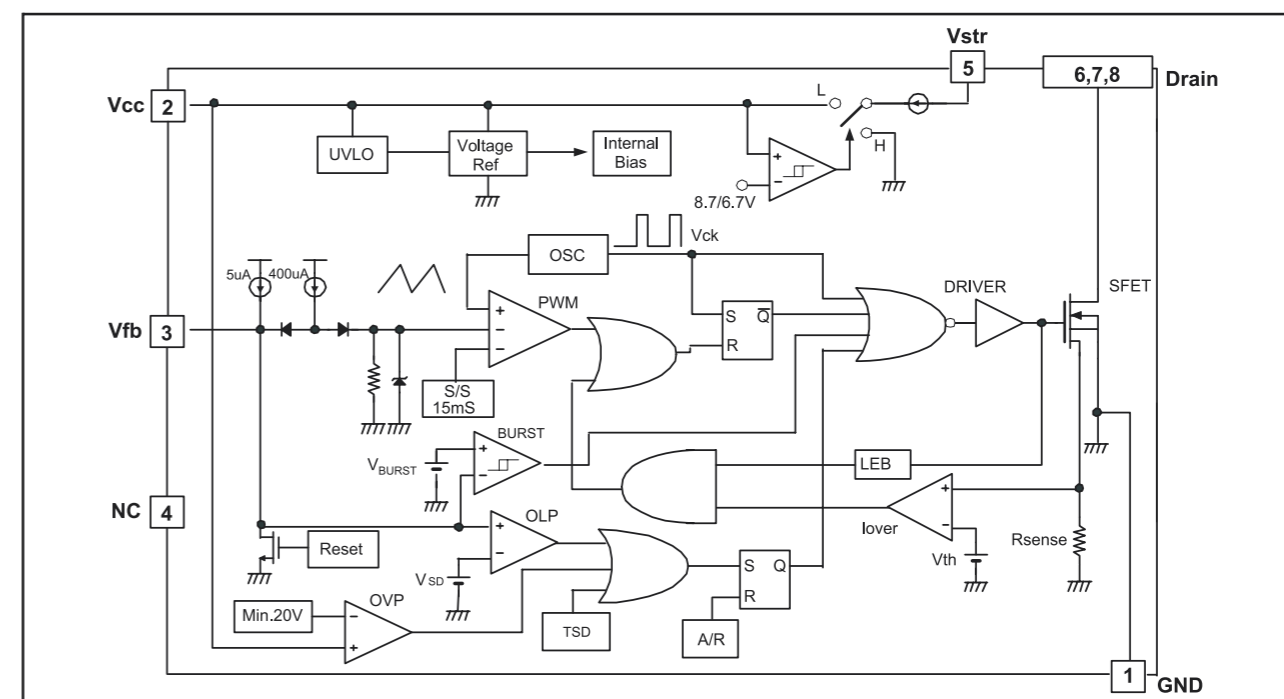 Vstr
5
6,7,8
Drain
Vcc
2
L
H
UVLO
Voltage
Ref
Internal
Bias
8.7/6.7V
OSC
Vck
5uA
400uA
PWM
DRIVER
SFET
Vfb
3
S
Q
R
S/S
15mS
BURST
VBURST
LEB
NC
4
OLP
Iover
Rsense
Reset
Vth
VSD
S
Q
R
OVP
Min.20V
TSD
A/R
1
GND
+
−
+
−
−
+
−
+
−
+
−
−
+